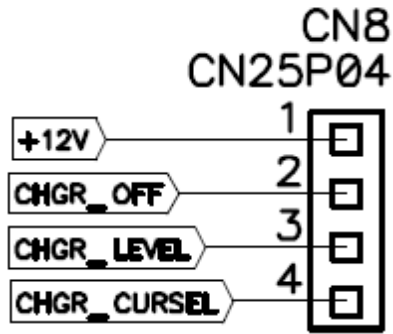 CN8
CN25P04
+12V 1
CHGR_OFF 2
CHGR_LEVEL 3
CHGR_CURSEL 4